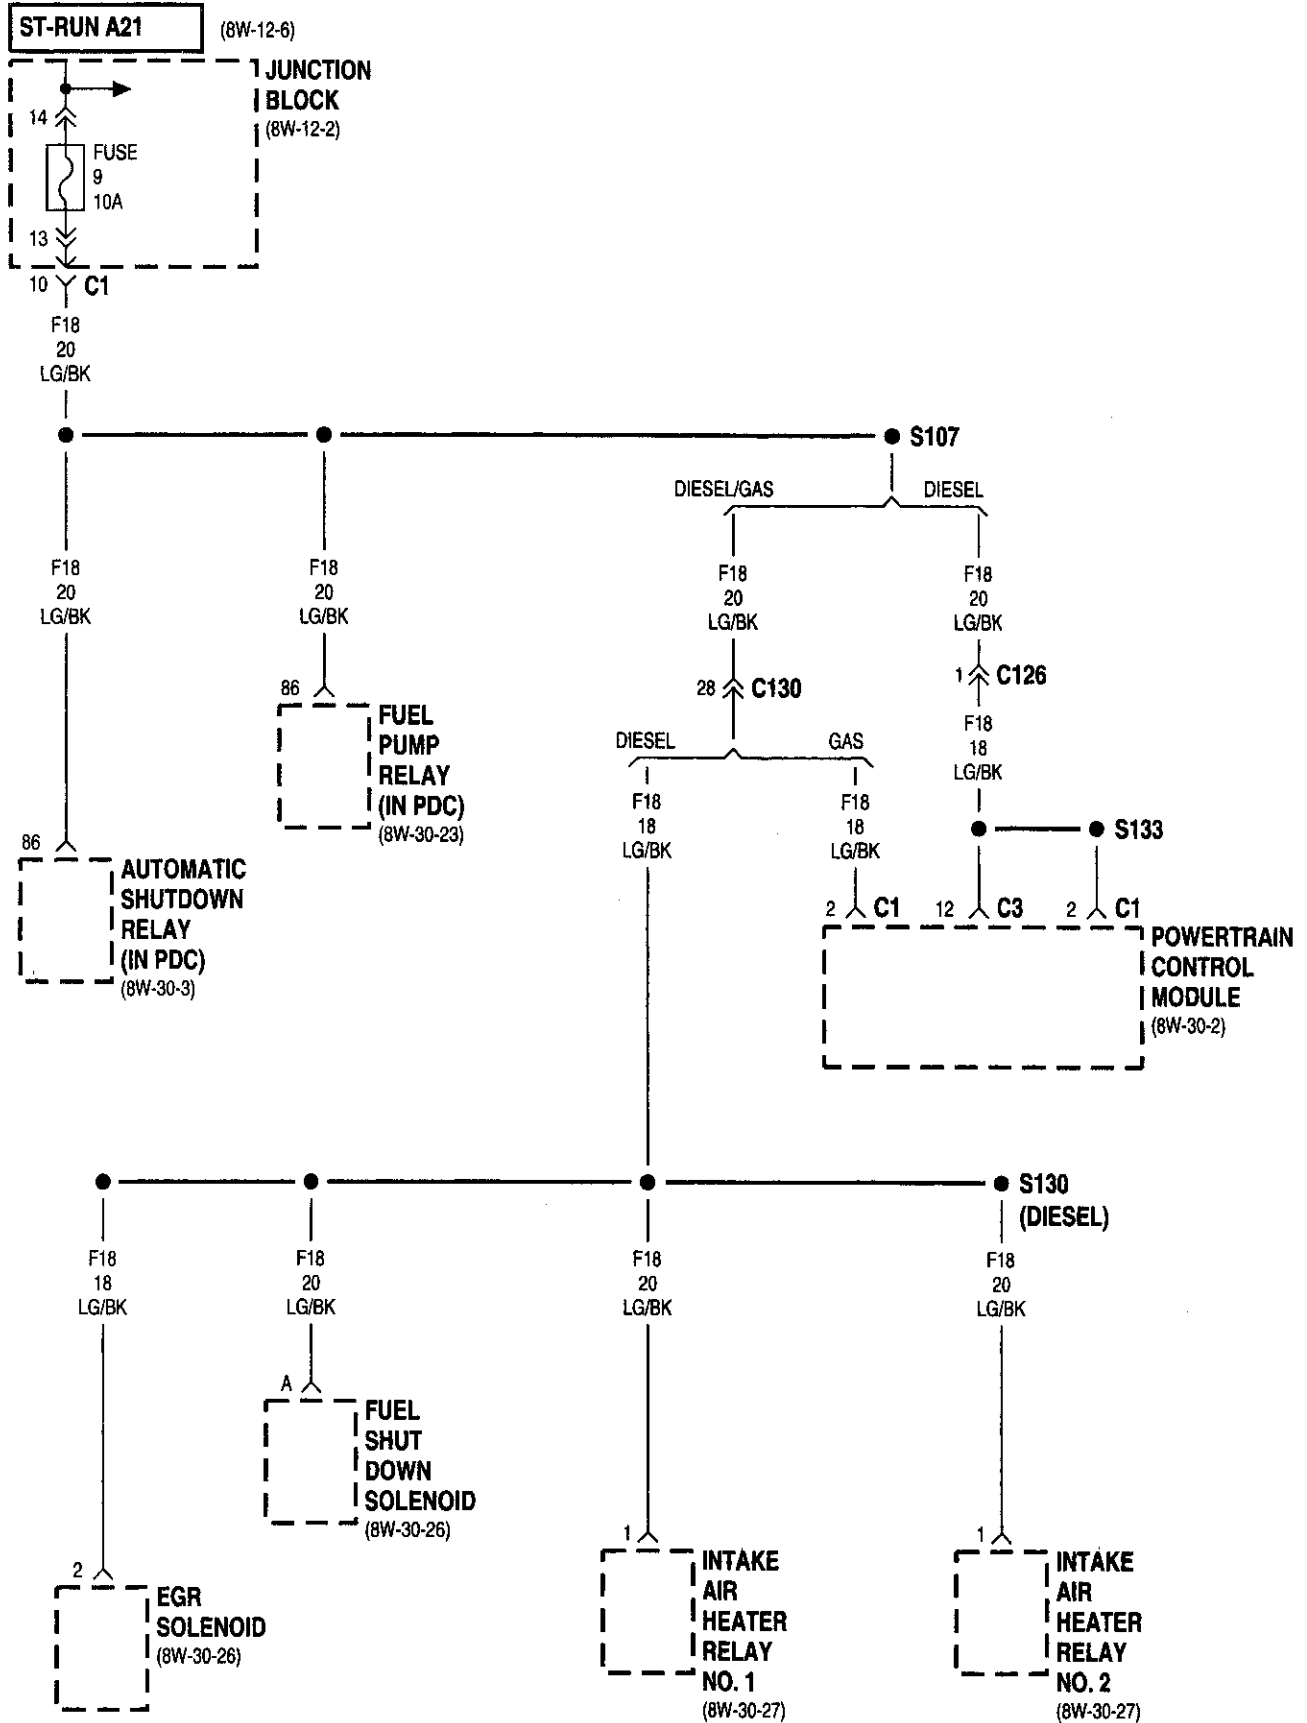 ST-RUN A21 (8W-12-6)
JUNCTION
BLOCK
(8W-12-2)
14
FUSE
9
10A
13
10 C1
F18
20
LG/BK
S107
DIESEL/GAS DIESEL
F18
20
LG/BK
F18
20
LG/BK
F18
20
LG/BK
F18
20
LG/BK
28 C130
1 C126
86
FUEL
PUMP
RELAY
(IN PDC)
(8W-30-23)
DIESEL GAS
F18
18
LG/BK
F18
18
LG/BK
F18
18
LG/BK
S133
86
AUTOMATIC
SHUTDOWN
RELAY
(IN PDC)
(8W-30-3)
2 C1 12 C3 2 C1
POWERTRAIN
CONTROL
MODULE
(8W-30-2)
S130
(DIESEL)
F18
18
LG/BK
F18
20
LG/BK
F18
20
LG/BK
F18
20
LG/BK
A
FUEL
SHUT
DOWN
SOLENOID
(8W-30-26)
2
EGR
SOLENOID
(8W-30-26)
1
INTAKE
AIR
HEATER
RELAY
NO. 1
(8W-30-27)
1
INTAKE
AIR
HEATER
RELAY
NO. 2
(8W-30-27)